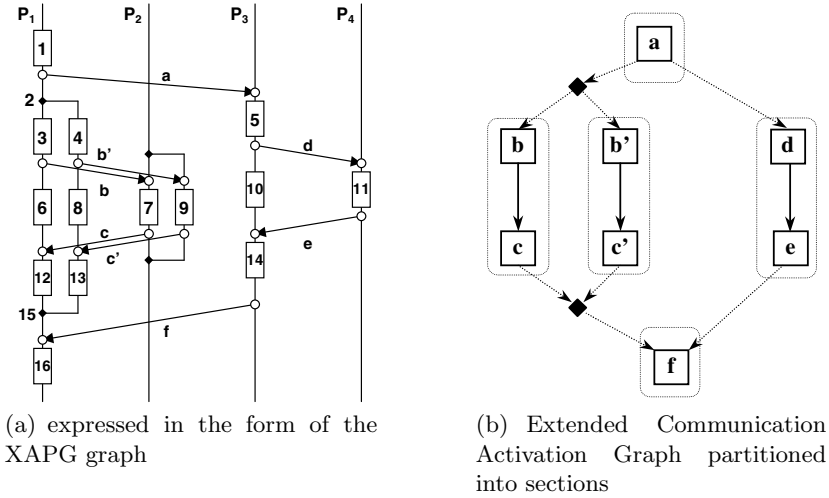 P1 P2 P3 P4
1
a
2
5
3 4
b'
d
b
11
6 8 7 9 10
c
e
c'
12 13 14
15
f
16
(a) expressed in the form of the
XAPG graph
a
b b' d
c c' e
f
(b) Extended Communication
Activation Graph partitioned
into sections